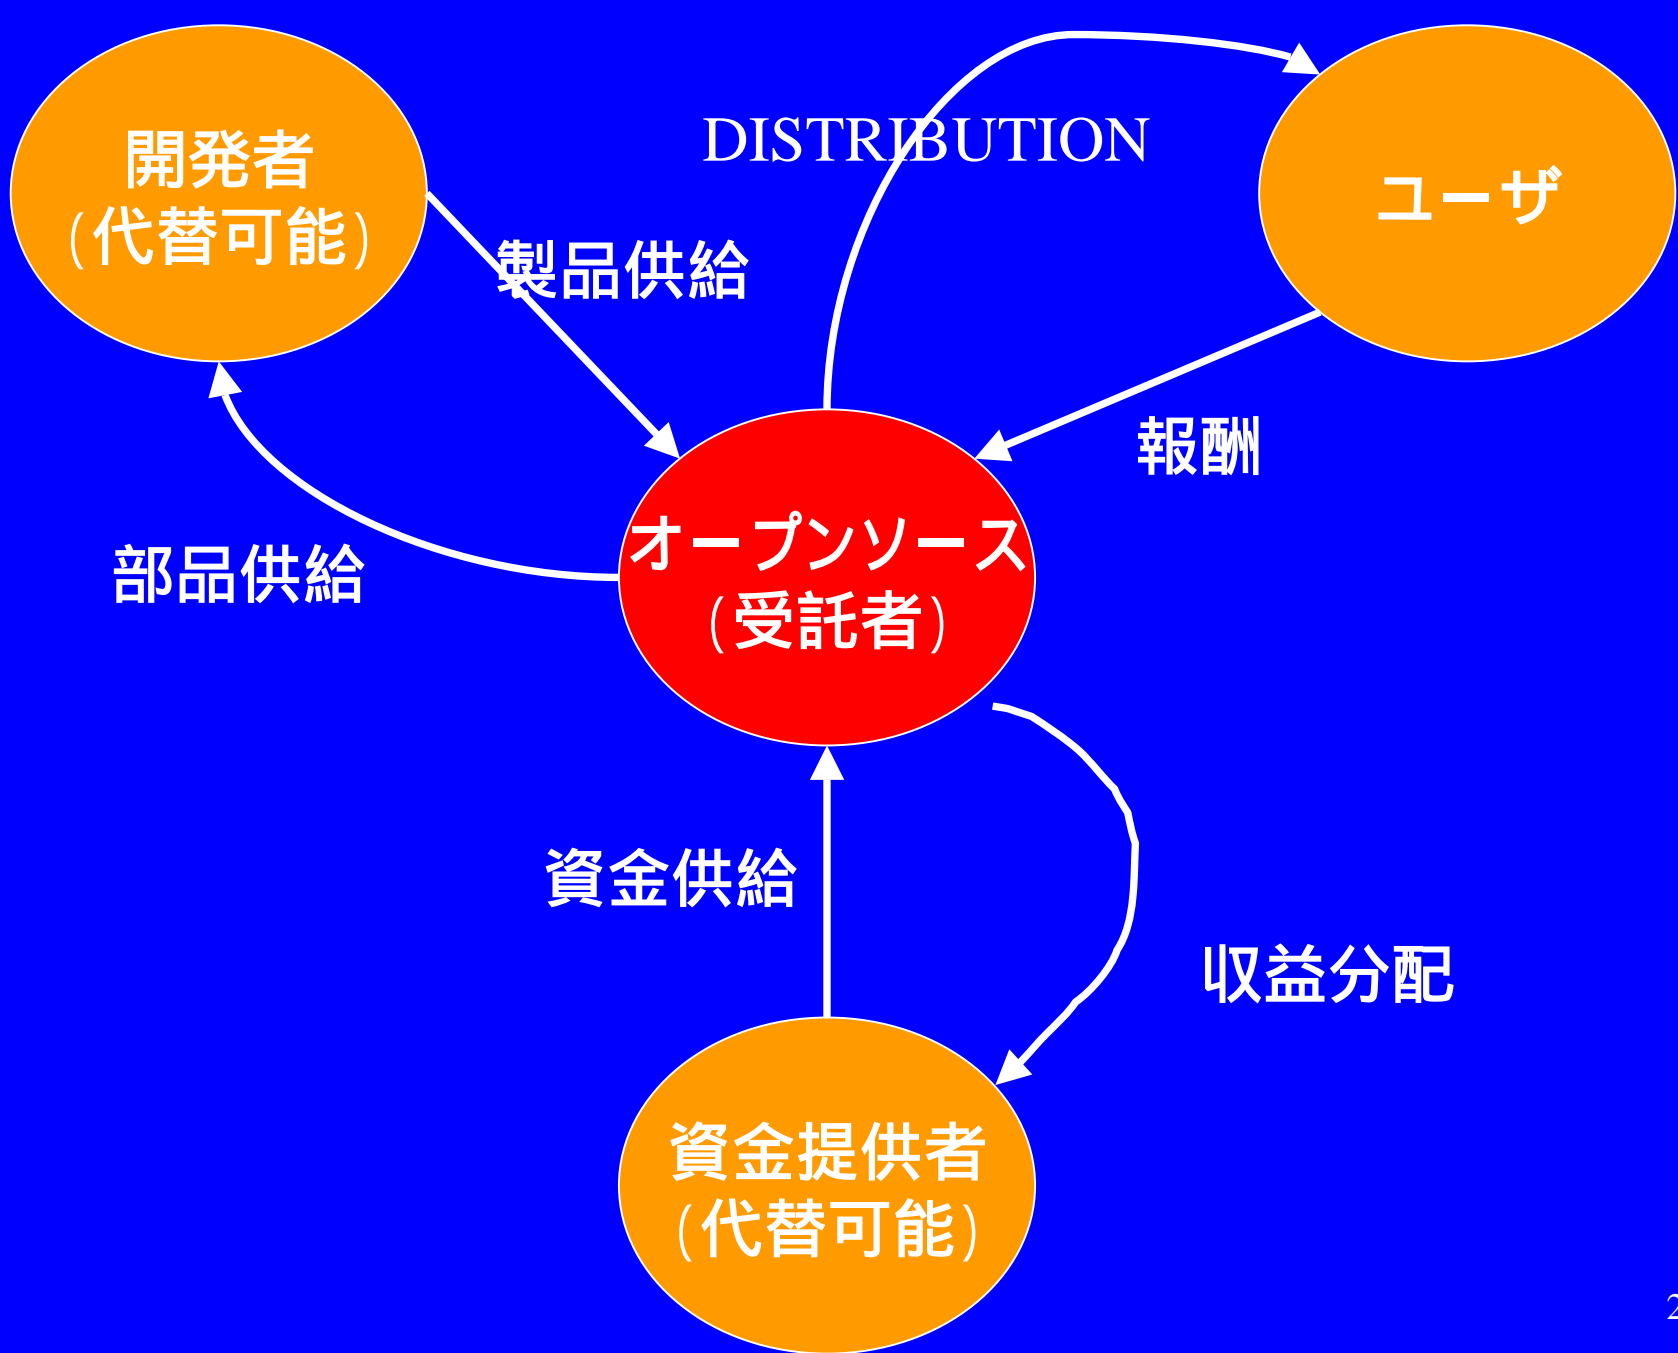 開発者
(代替可能)
DISTRIBUTION
ユーザ
製品供給
報酬
オープンソース
(受託者)
部品供給
資金供給
収益分配
資金提供者
(代替可能)